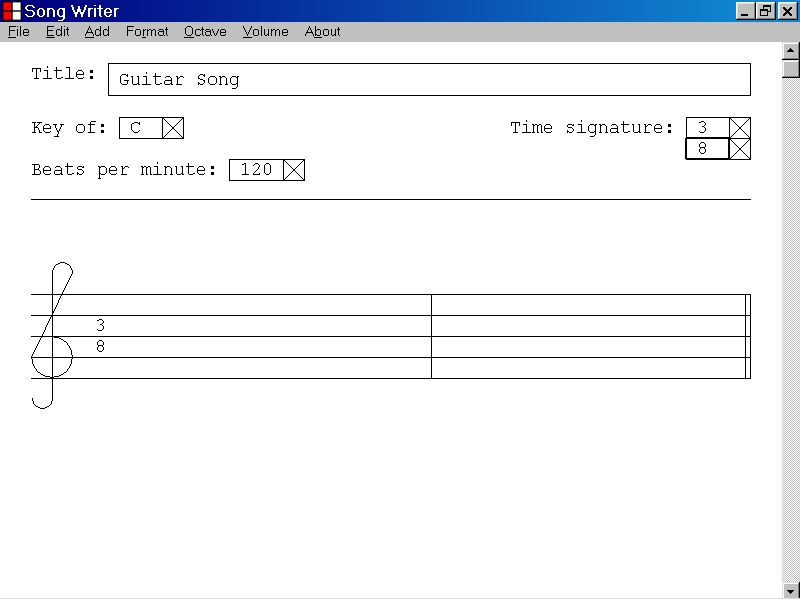 Song Writer
File Edit Add Format Octave Volume About
Title: Guitar Song
Key of: C Time signature: 3
8
Beats per minute: 120
3
8